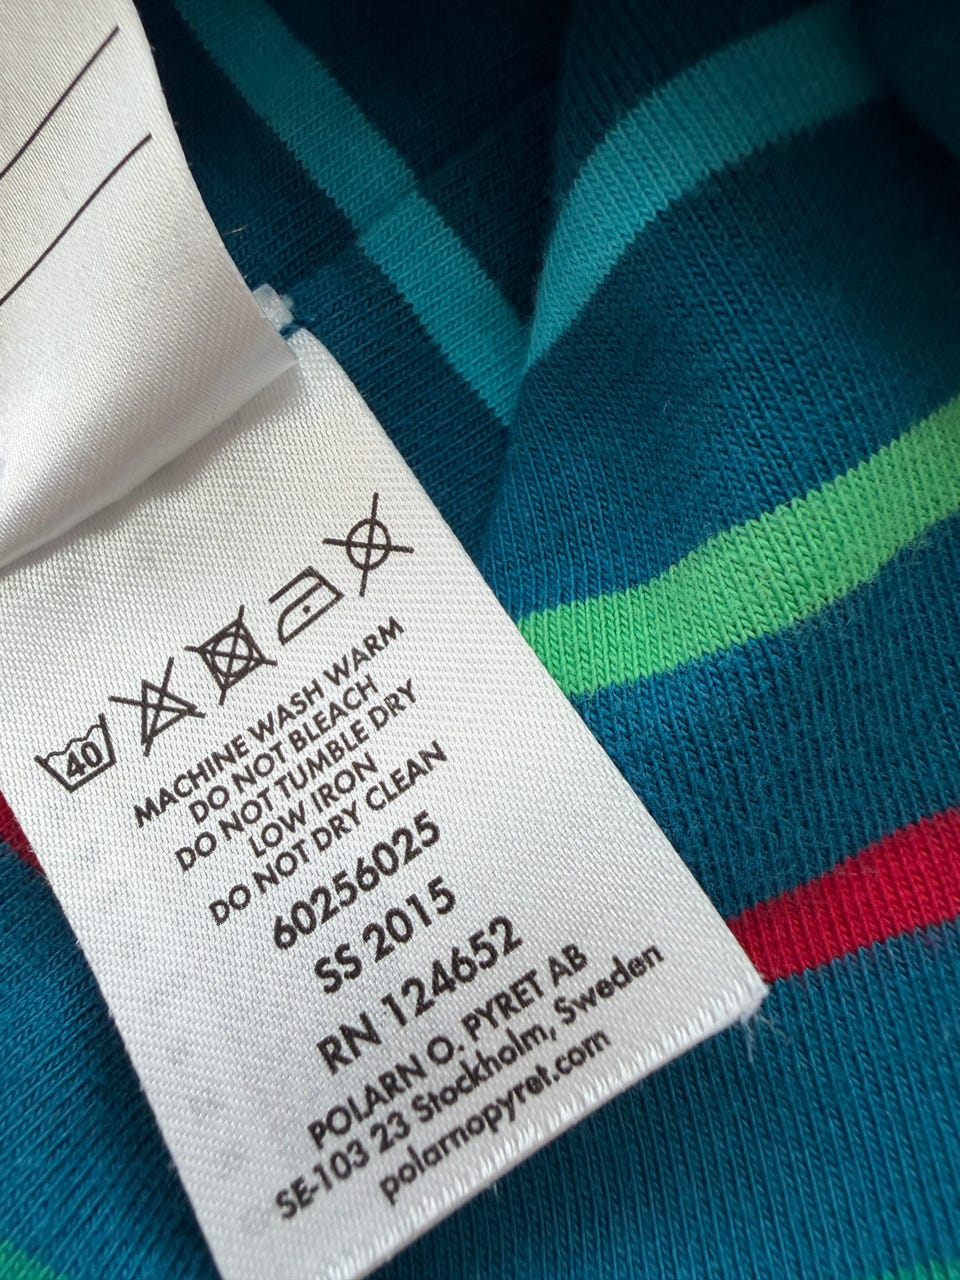 40
MACHINE WASH WARM
DO NOT BLEACH
DO NOT TUMBLE DRY
LOW IRON
DO NOT DRY CLEAN
60256025
SS 2015
RN 124652
POLARN O. PYRET AB
SE-103 23 Stockholm, Sweden
polarnopyret.com